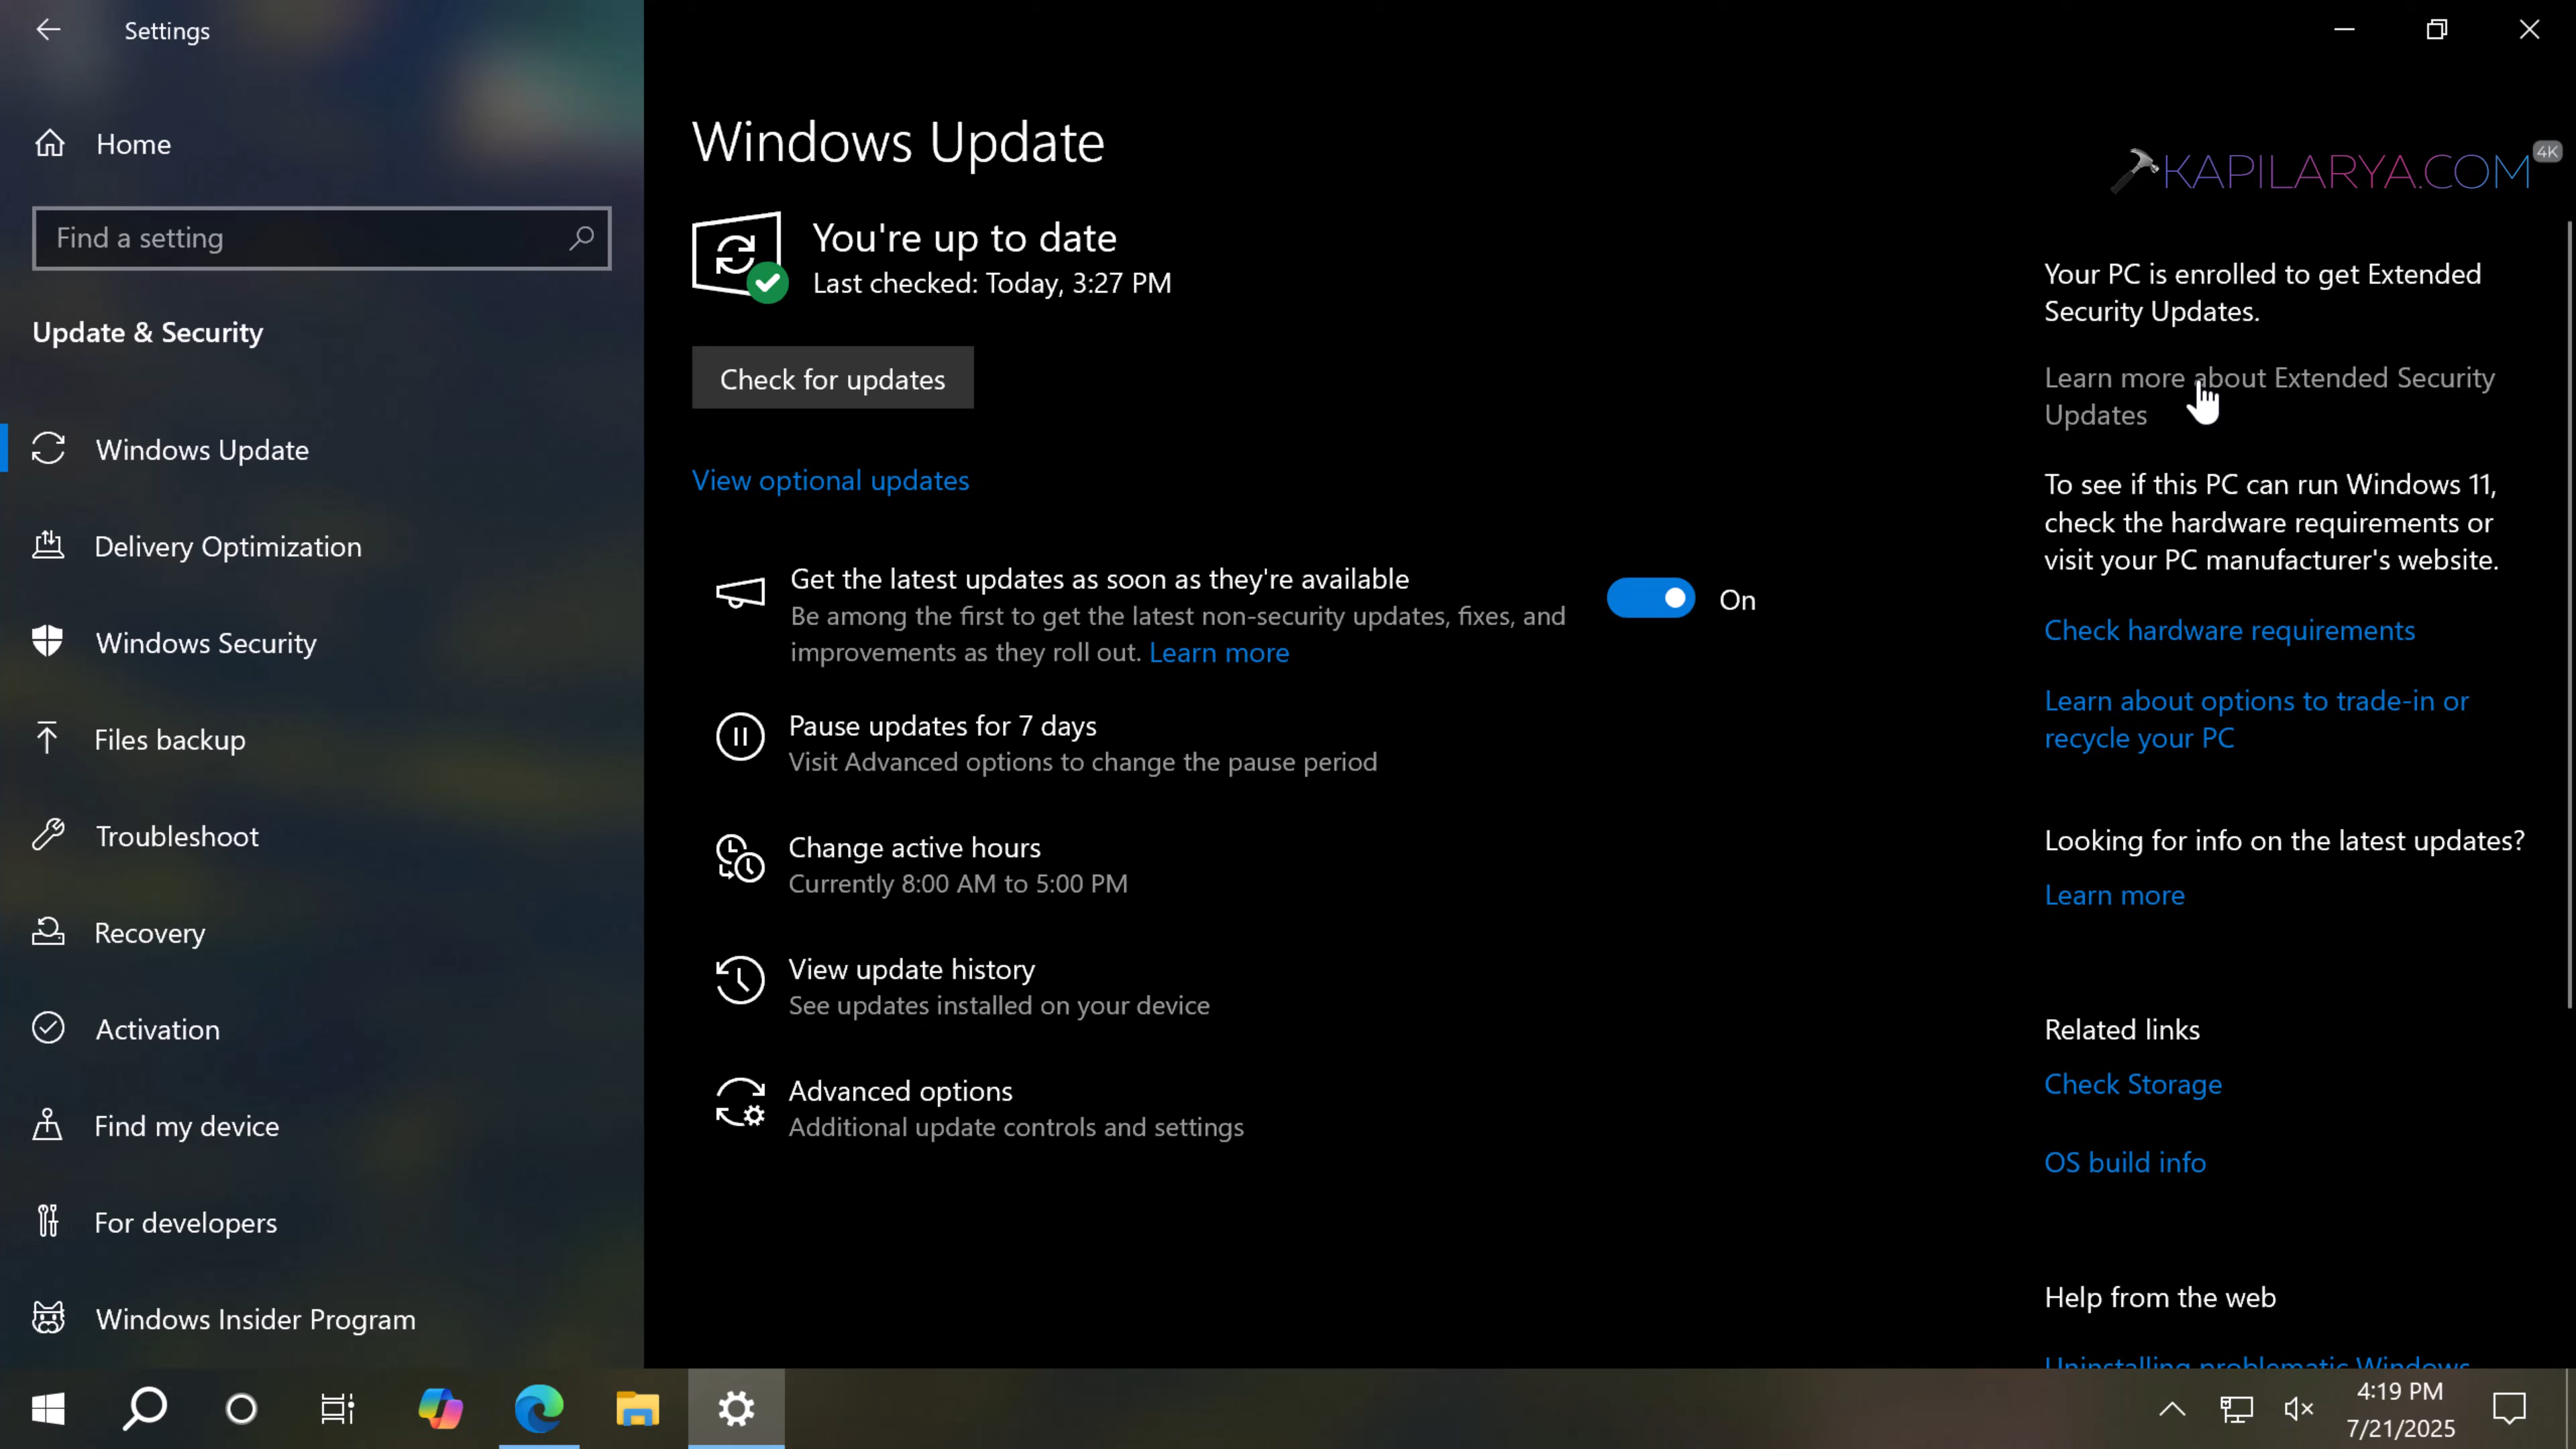 Settings
Home
Find a setting
Update & Security
Windows Update
Delivery Optimization
Windows Security
Files backup
Troubleshoot
Recovery
Activation
Find my device
For developers
Windows Insider Program
Windows Update
You're up to date
Last checked: Today, 3:27 PM
Check for updates
View optional updates
Get the latest updates as soon as they're available
Be among the first to get the latest non-security updates, fixes, and
improvements as they roll out. Learn more
On
Pause updates for 7 days
Visit Advanced options to change the pause period
Change active hours
Currently 8:00 AM to 5:00 PM
View update history
See updates installed on your device
Advanced options
Additional update controls and settings
KAPILARYA.COM
4K
Your PC is enrolled to get Extended
Security Updates.
Learn more about Extended Security
Updates
To see if this PC can run Windows 11,
check the hardware requirements or
visit your PC manufacturer's website.
Check hardware requirements
Learn about options to trade-in or
recycle your PC
Looking for info on the latest updates?
Learn more
Related links
Check Storage
OS build info
Help from the web
Uninstalling problematic Windows
4:19 PM
7/21/2025